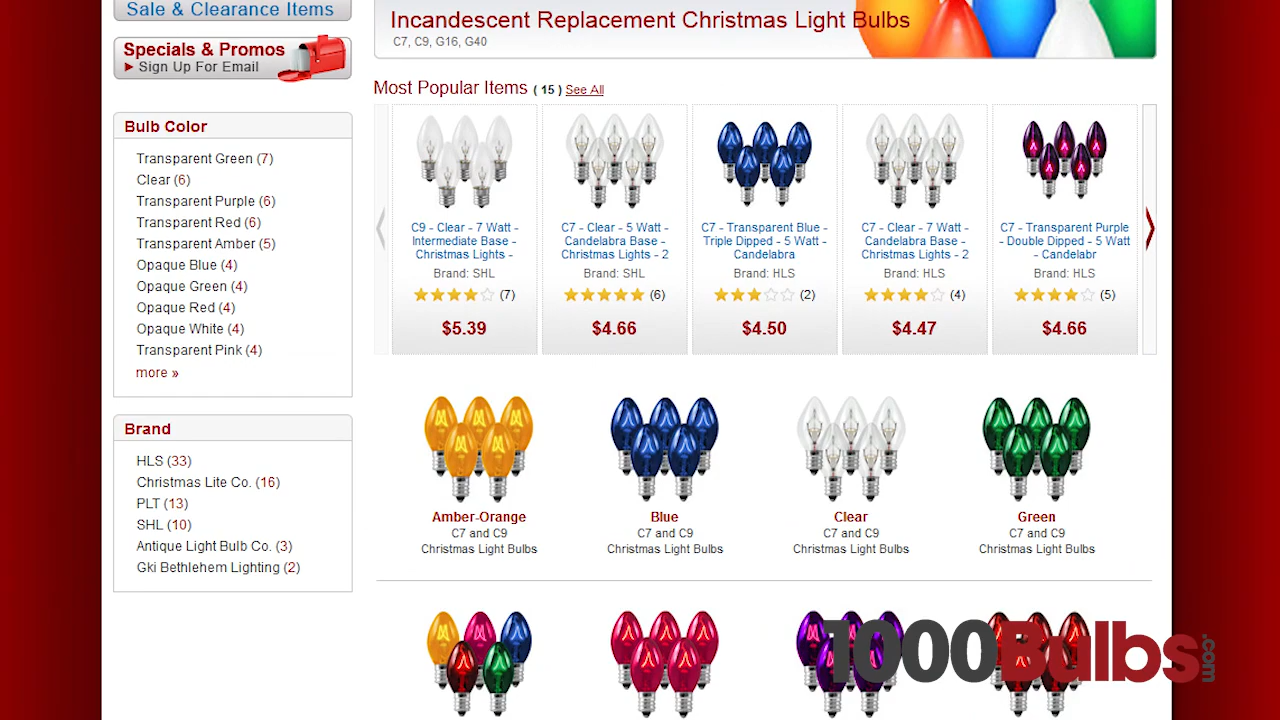 Sale & Clearance Items
Specials & Promos
Sign Up For Email
Bulb Color
Transparent Green (7)
Clear (6)
Transparent Purple (6)
Transparent Red (6)
Transparent Amber (5)
Opaque Blue (4)
Opaque Green (4)
Opaque Red (4)
Opaque White (4)
Transparent Pink (4)
more »
Brand
HLS (33)
Christmas Lite Co. (16)
PLT (13)
SHL (10)
Antique Light Bulb Co. (3)
Gki Bethlehem Lighting (2)
Incandescent Replacement Christmas Light Bulbs
C7, C9, G16, G40
Most Popular Items ( 15 ) See All
C9 - Clear - 7 Watt -
Intermediate Base -
Christmas Lights -
Brand: SHL
(7)
$5.39
C7 - Clear - 5 Watt -
Candelabra Base -
Christmas Lights - 2
Brand: SHL
(6)
$4.66
C7 - Transparent Blue -
Triple Dipped - 5 Watt -
Candelabra
Brand: HLS
(2)
$4.50
C7 - Clear - 7 Watt -
Candelabra Base -
Christmas Lights - 2
Brand: HLS
(4)
$4.47
C7 - Transparent Purple
- Double Dipped - 5 Watt
- Candelabr
Brand: HLS
(5)
$4.66
Amber-Orange
C7 and C9
Christmas Light Bulbs
Blue
C7 and C9
Christmas Light Bulbs
Clear
C7 and C9
Christmas Light Bulbs
Green
C7 and C9
Christmas Light Bulbs
1000Bulbs.com